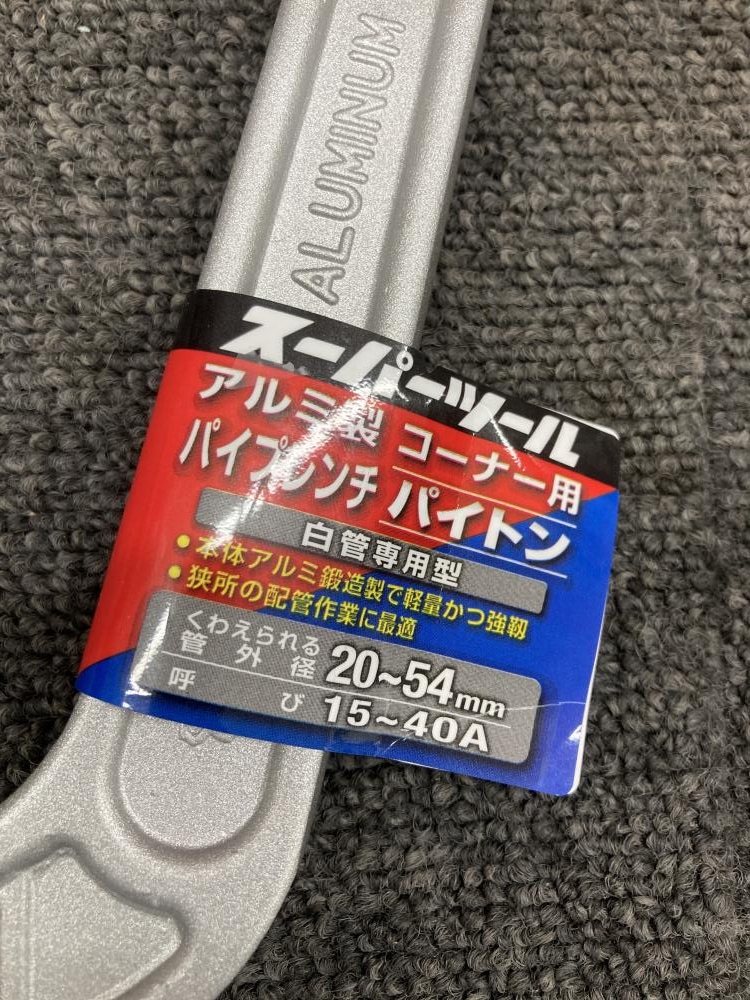 ALUMINUM
スーパーツール
アルミ製 コーナー用
パイプレンチ パイトン
白管専用型
• 本体アルミ鍛造製で軽量かつ強靱
• 狭所の配管作業に最適
くわえられる
管外径 20~54mm
呼び 15~40A